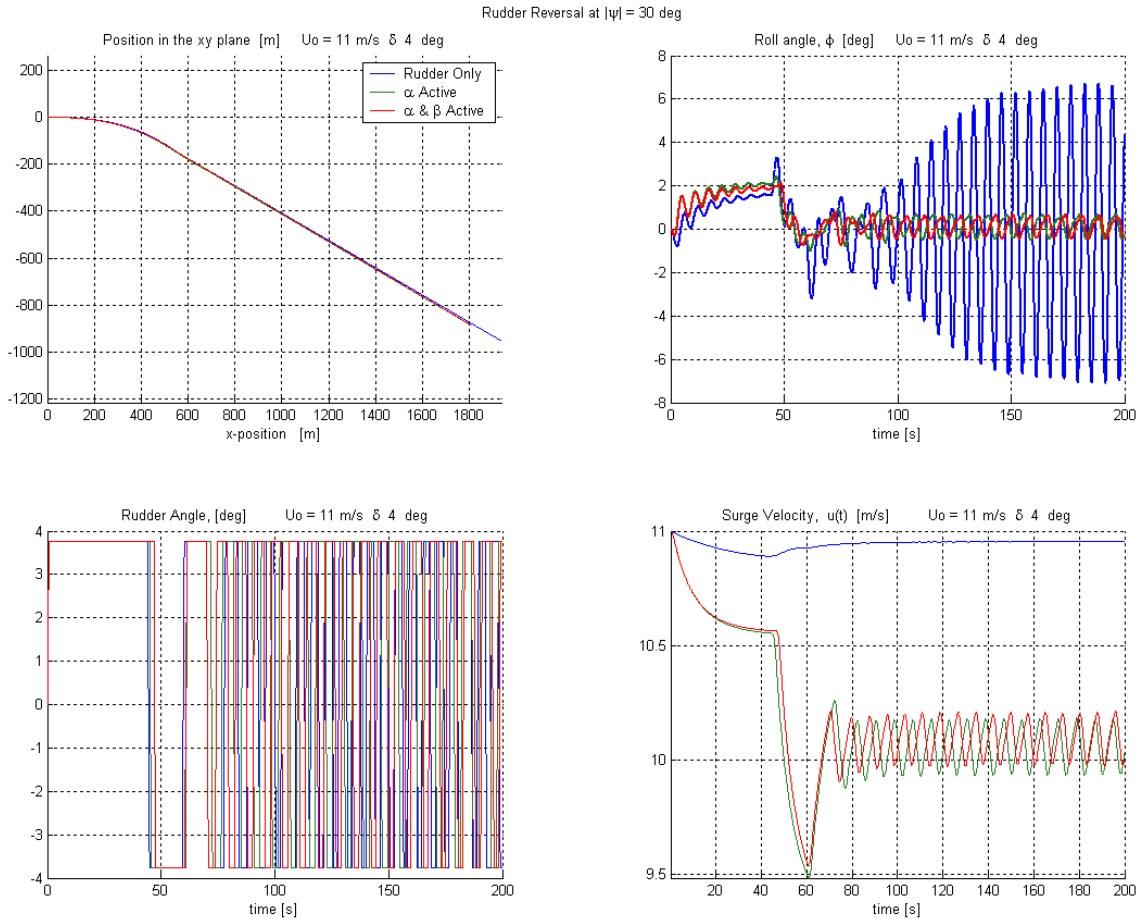 Rudder Reversal at |ψ| = 30 deg
Position in the xy plane [m] Uo = 11 m/s δ 4 deg
200
0
-200
-400
-600
-800
-1000
-1200
Rudder Only
α Active
α & β Active
0 200 400 600 800 1000 1200 1400 1600 1800
x-position [m]
Roll angle, ϕ [deg] Uo = 11 m/s δ 4 deg
8
6
4
2
0
-2
-4
-6
-8
0 50 100 150 200
time [s]
Rudder Angle, [deg] Uo = 11 m/s δ 4 deg
4
3
2
1
0
-1
-2
-3
-4
0 50 100 150 200
time [s]
Surge Velocity, u(t) [m/s] Uo = 11 m/s δ 4 deg
11
10.5
10
9.5
20 40 60 80 100 120 140 160 180 200
time [s]